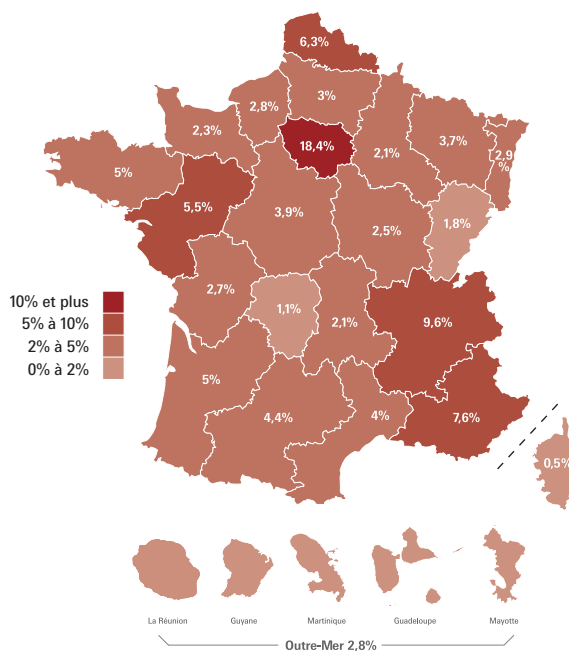 6,3%
3%
2,8%
2,3%
18,4%
2,1%
3,7%
2,9
%
5%
5,5%
3,9%
2,5%
1,8%
10% et plus
5% à 10%
2% à 5%
0% à 2%
2,7%
1,1%
2,1%
9,6%
5%
4,4%
4%
7,6%
0,5%
La Réunion
Guyane
Martinique
Guadeloupe
Mayotte
Outre-Mer 2,8%